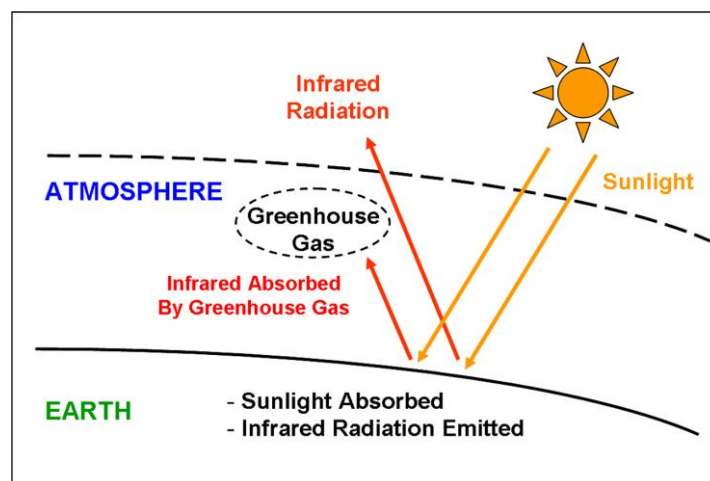 Infrared
Radiation
Sunlight
ATMOSPHERE
Greenhouse
Gas
Infrared Absorbed
By Greenhouse Gas
EARTH
- Sunlight Absorbed
- Infrared Radiation Emitted